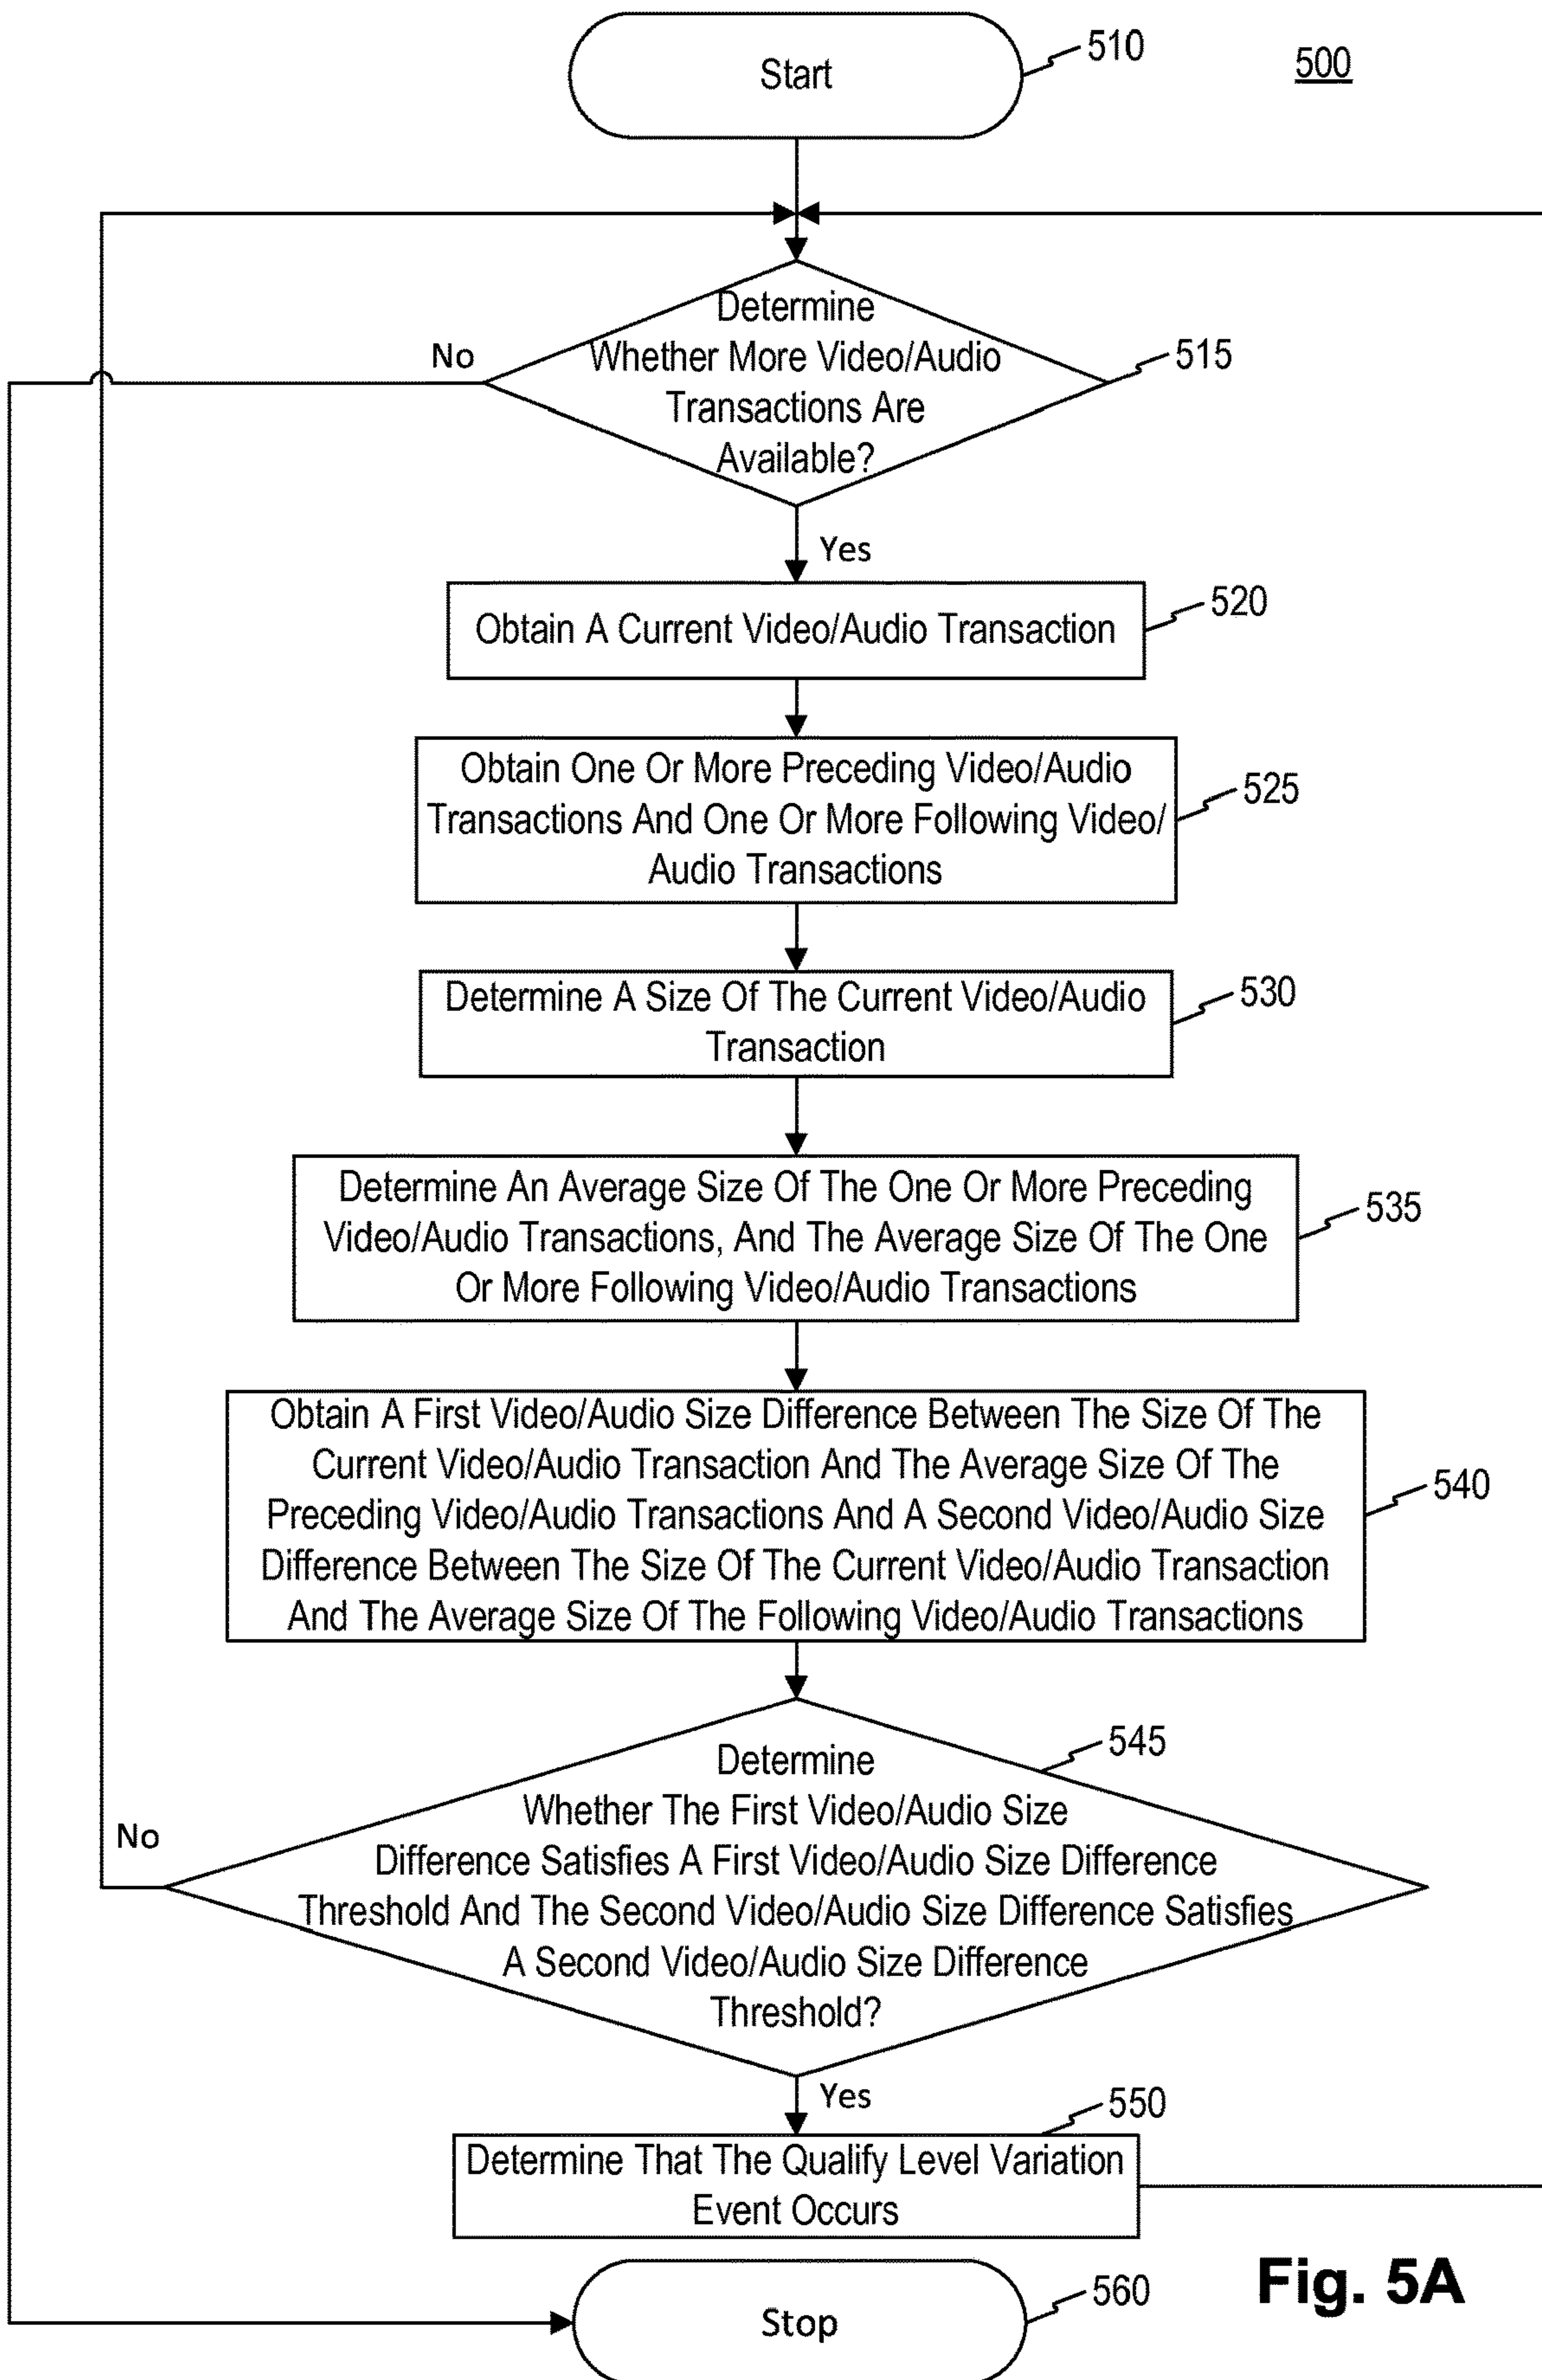 Start
510
500
Determine
Whether More Video/Audio
Transactions Are
Available?
No
515
Yes
Obtain A Current Video/Audio Transaction
520
Obtain One Or More Preceding Video/Audio
Transactions And One Or More Following Video/
Audio Transactions
525
Determine A Size Of The Current Video/Audio
Transaction
530
Determine An Average Size Of The One Or More Preceding
Video/Audio Transactions, And The Average Size Of The One
Or More Following Video/Audio Transactions
535
Obtain A First Video/Audio Size Difference Between The Size Of The
Current Video/Audio Transaction And The Average Size Of The
Preceding Video/Audio Transactions And A Second Video/Audio Size
Difference Between The Size Of The Current Video/Audio Transaction
And The Average Size Of The Following Video/Audio Transactions
540
Determine
Whether The First Video/Audio Size
Difference Satisfies A First Video/Audio Size Difference
Threshold And The Second Video/Audio Size Difference Satisfies
A Second Video/Audio Size Difference
Threshold?
545
No
Yes
Determine That The Qualify Level Variation
Event Occurs
550
Stop
560
Fig. 5A